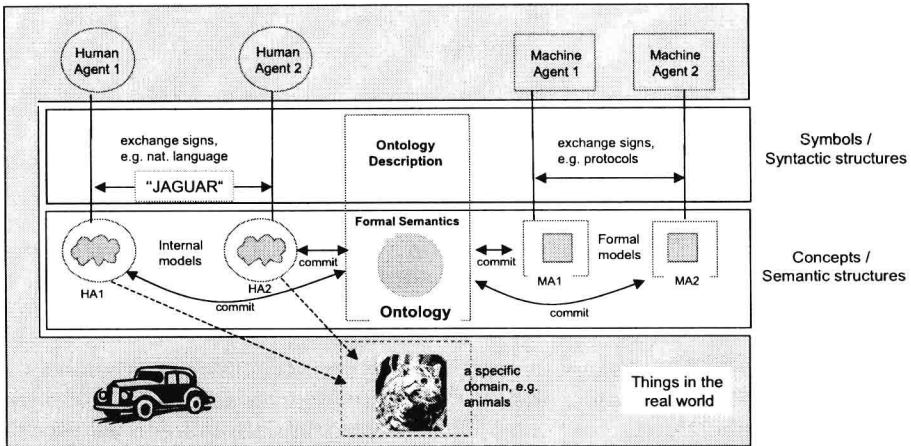 Human
Agent 1
Human
Agent 2
Machine
Agent 1
Machine
Agent 2
exchange signs,
e.g. nat. language
Ontology
Description
exchange signs,
e.g. protocols
Symbols /
Syntactic structures
"JAGUAR"
Formal Semantics
Internal
models
commit
commit
Formal
models
HA1
HA2
MA1
MA2
Concepts /
Semantic structures
commit
Ontology
commit
a specific
domain, e.g.
animals
Things in the
real world